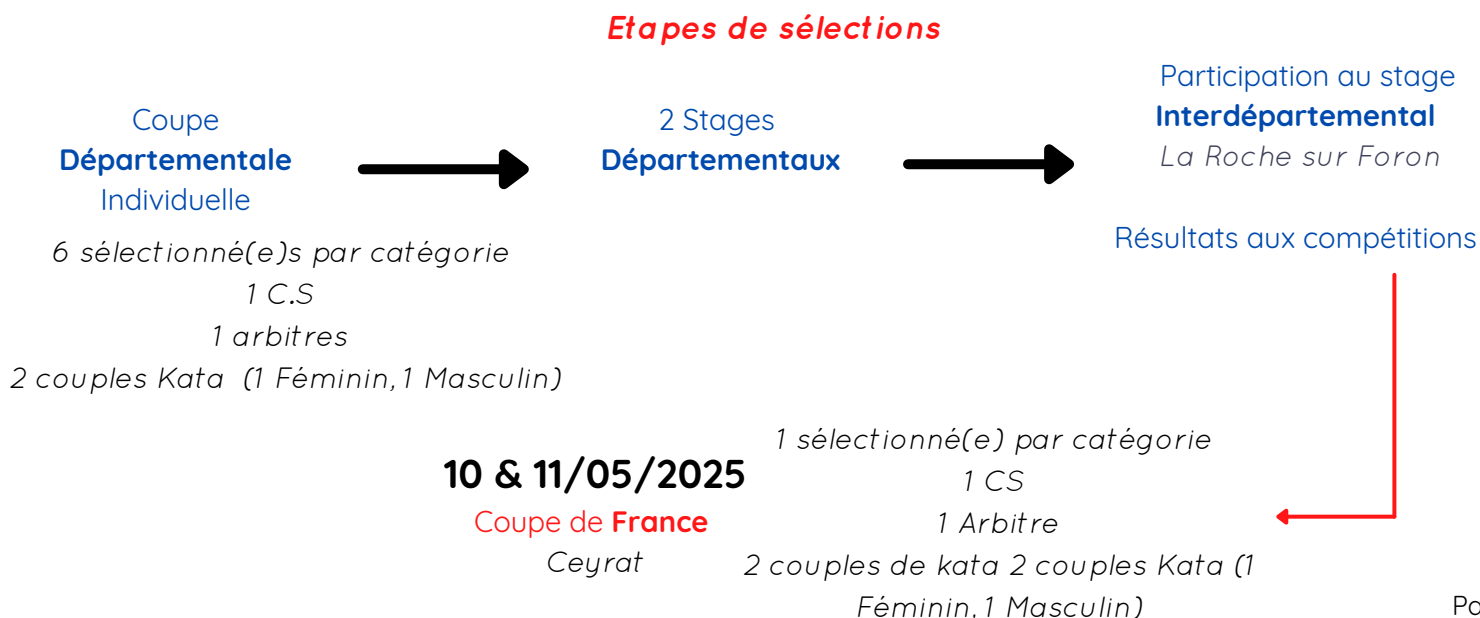 Etapes de sélections
Coupe
Départementale
Individuelle
6 sélectionné(e)s par catégorie
1 C.S
1 arbitres
2 couples Kata (1 Féminin, 1 Masculin)
2 Stages
Départementaux
Participation au stage
Interdépartemental
La Roche sur Foron
Résultats aux compétitions
1 sélectionné(e) par catégorie
1 CS
1 Arbitre
2 couples de kata 2 couples Kata (1
Féminin, 1 Masculin)
10 & 11/05/2025
Coupe de France
Ceyrat